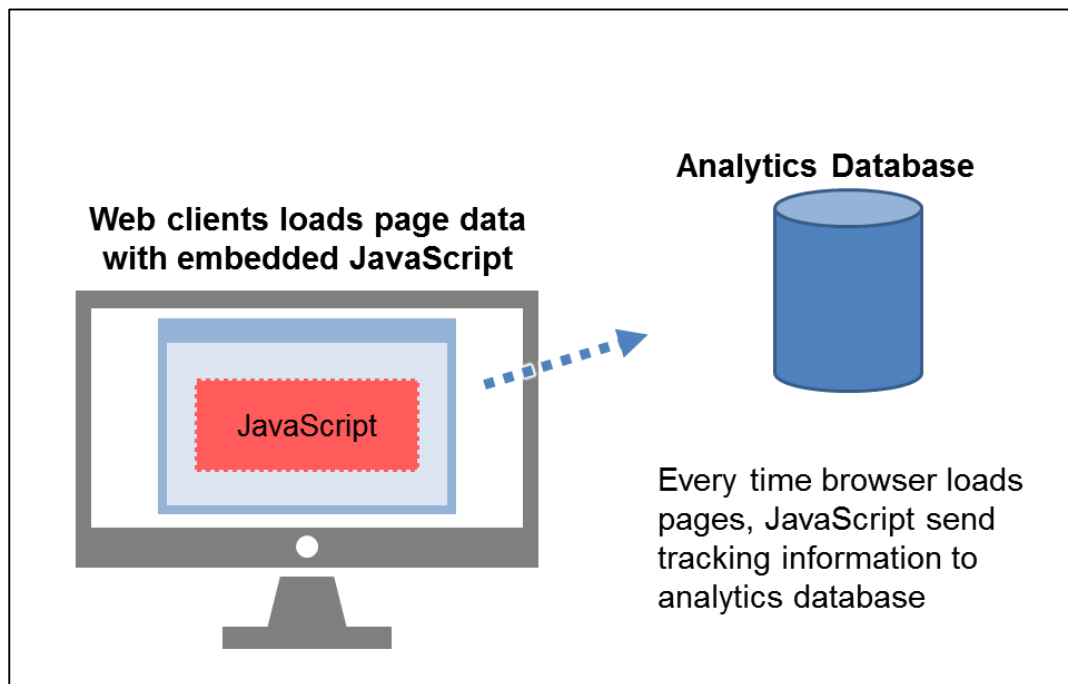 Analytics Database
Web clients loads page data
with embedded JavaScript
JavaScript
Every time browser loads
pages, JavaScript send
tracking information to
analytics database